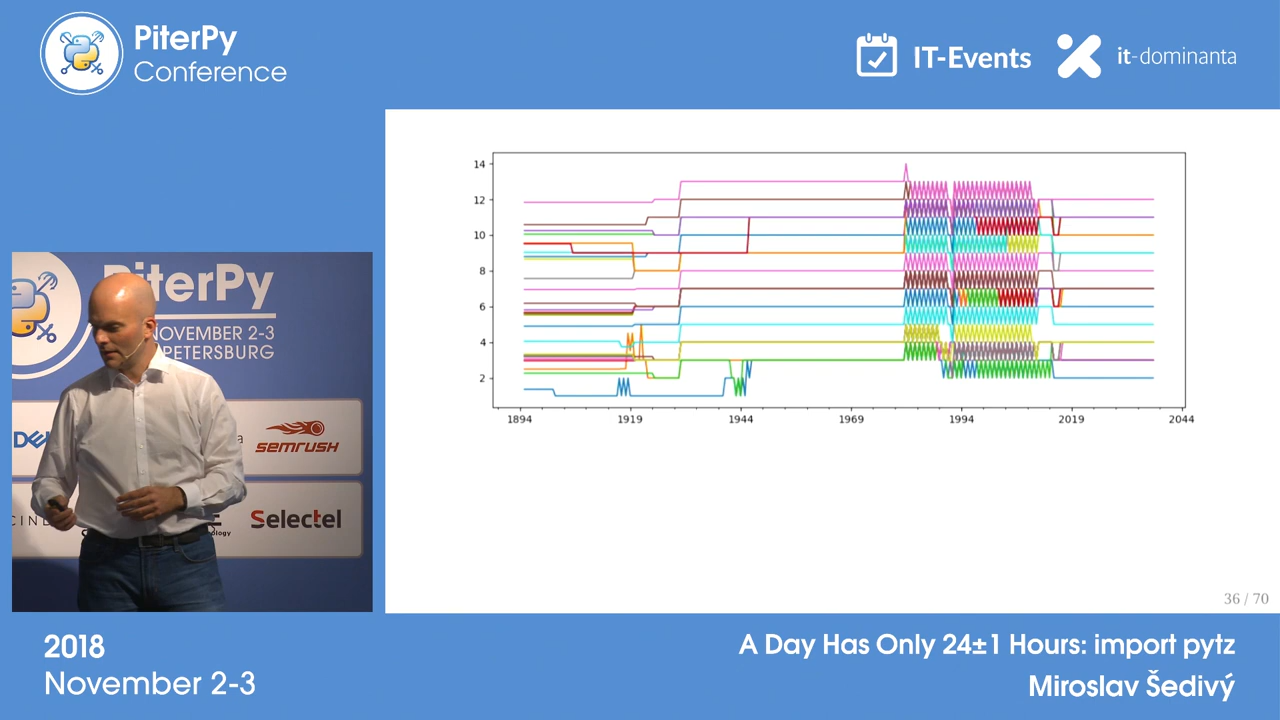 PiterPy
Conference
IT-Events
it-dominanta
14
12
10
8
6
4
2
1894
1919
1944
1969
1994
2019
2044
36 / 70
PiterPy
NOVEMBER 2-3
PETERSBURG
DELL
semrush
CINE
Selectel
2018
November 2-3
A Day Has Only 24±1 Hours: import pytz
Miroslav Šedivý